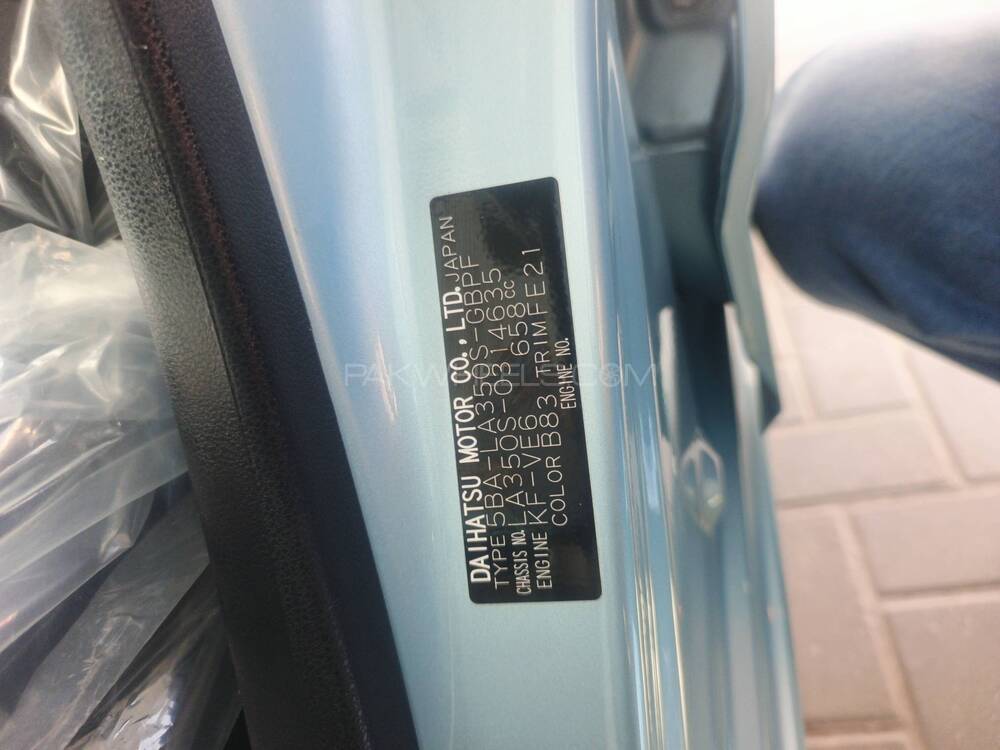 DAIHATSU MOTOR CO., LTD. JAPAN
TYPE 5BA-LA350S-GBPF
CHASSIS NO. LA350S-0314635
ENGINE KF-VE6 658cc
COLOR B83 TRIM FE21
ENGINE NO.
PAKWHEELS.COM